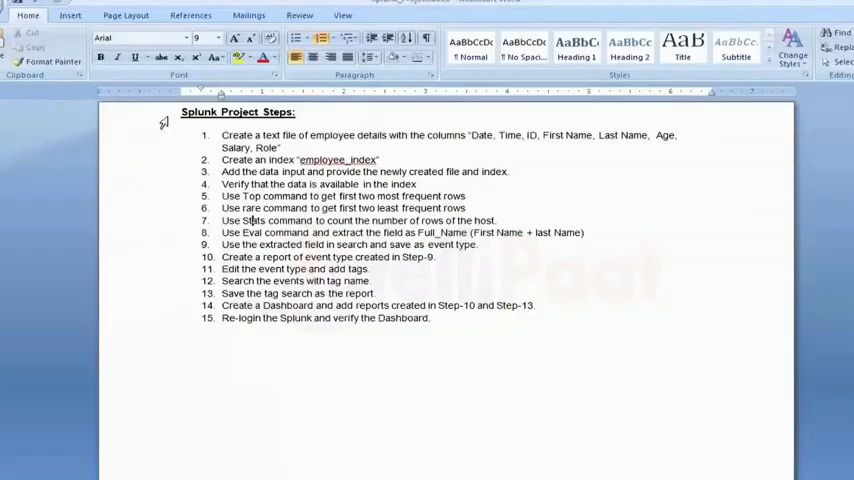 Home Insert Page Layout References Mailings Review View
Cut
Copy
Format Painter
Clipboard
Arial 9
Font
Paragraph
AaBbCcDc AaBbCcDc AaBbC AaBbCc AaB AaBbCc.
¶ Normal ¶ No Spaci... Heading 1 Heading 2 Title Subtitle
Change Styles
Styles
Find
Editing
Splunk Project Steps:
1. Create a text file of employee details with the columns “Date, Time, ID, First Name, Last Name, Age,
Salary, Role”
2. Create an index “employee_index”
3. Add the data input and provide the newly created file and index.
4. Verify that the data is available in the index
5. Use Top command to get first two most frequent rows
6. Use rare command to get first two least frequent rows
7. Use Stats command to count the number of rows of the host.
8. Use Eval command and extract the field as Full_Name (First Name + last Name)
9. Use the extracted field in search and save as event type.
10. Create a report of event type created in Step-9.
11. Edit the event type and add tags.
12. Search the events with tag name.
13. Save the tag search as the report.
14. Create a Dashboard and add reports created in Step-10 and Step-13.
15. Re-login the Splunk and verify the Dashboard.